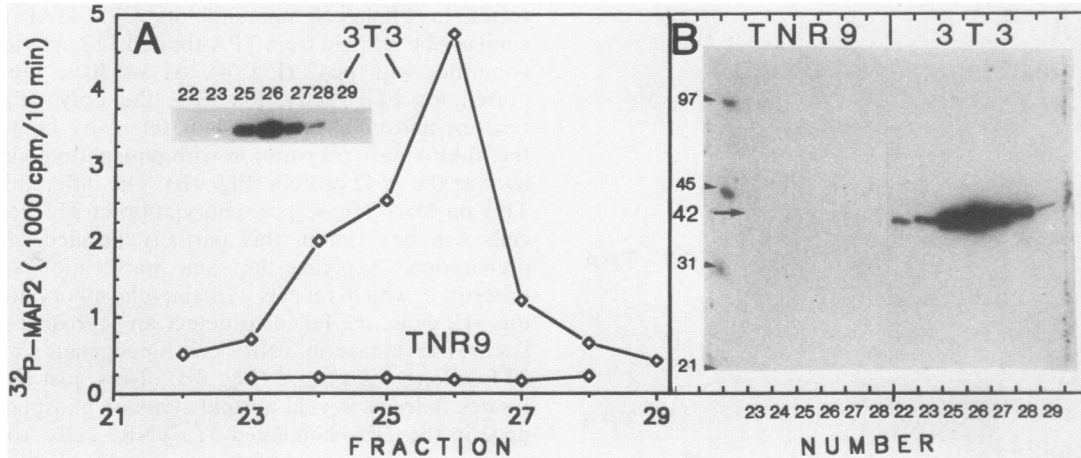 A
3T3
22 23 25 26 27 28 29
5
4
3
2
1
0
³²P-MAP2 (1000 cpm/10 min)
TNR9
21 23 25 27 29
FRACTION
B
TNR9 3T3
97
45
42
31
21
23 24 25 26 27 28 22 23 25 26 27 28 29
NUMBER